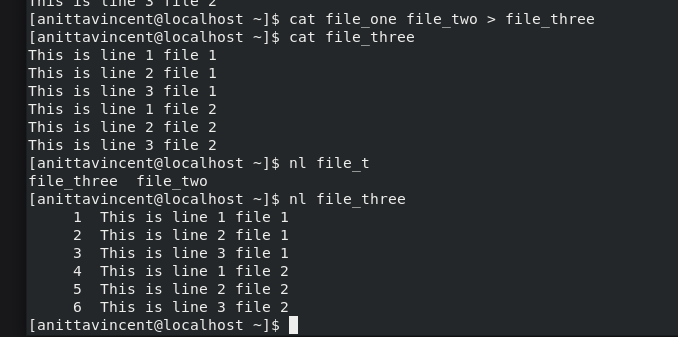 This is line 3 file 2
[anittavincent@localhost ~]$ cat file_one file_two > file_three
[anittavincent@localhost ~]$ cat file_three
This is line 1 file 1
This is line 2 file 1
This is line 3 file 1
This is line 1 file 2
This is line 2 file 2
This is line 3 file 2
[anittavincent@localhost ~]$ nl file_t
file_three  file_two
[anittavincent@localhost ~]$ nl file_three
     1  This is line 1 file 1
     2  This is line 2 file 1
     3  This is line 3 file 1
     4  This is line 1 file 2
     5  This is line 2 file 2
     6  This is line 3 file 2
[anittavincent@localhost ~]$